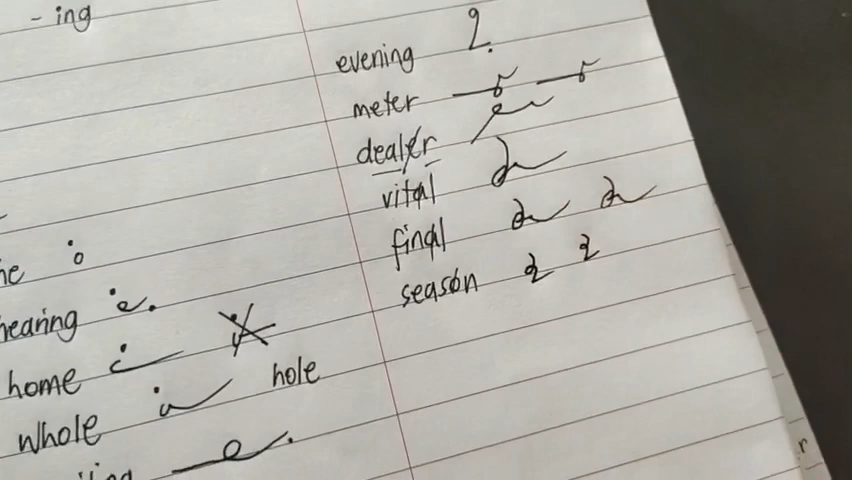 - ing
hearing
home
whole hole
evening
meter
dealer
vital
final
season